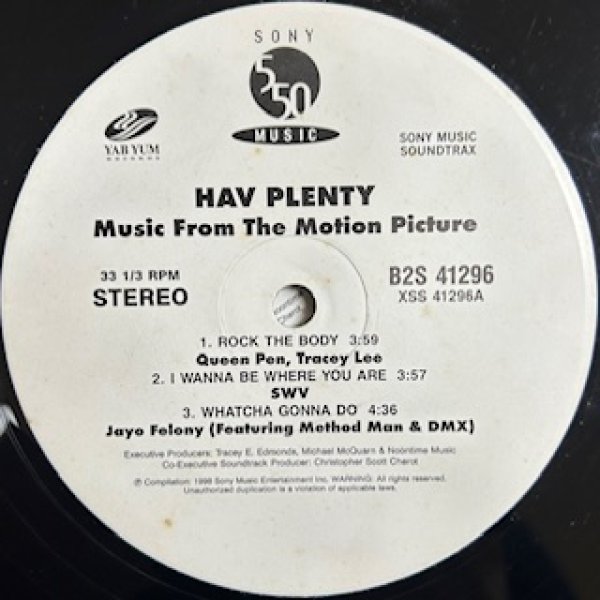 SONY
550
MUSIC
YAB YUM
RECORDS
SONY MUSIC
SOUNDTRAX
HAV PLENTY
Music From The Motion Picture
33 1/3 RPM
STEREO
B2S 41296
XSS 41296A
1. ROCK THE BODY 3:59
Queen Pen, Tracey Lee
2. I WANNA BE WHERE YOU ARE 3:57
SWV
3. WHATCHA GONNA DO 4:36
Jayo Felony (Featuring Method Man & DMX)
Executive Producers: Tracey E. Edmonds, Michael McQuarn & Noontime Music
Co-Executive Soundtrack Producer: Christopher Scott Cherot
℗ Compilation: 1998 Sony Music Entertainment Inc. WARNING: All rights reserved.
Unauthorized duplication is a violation of applicable laws.